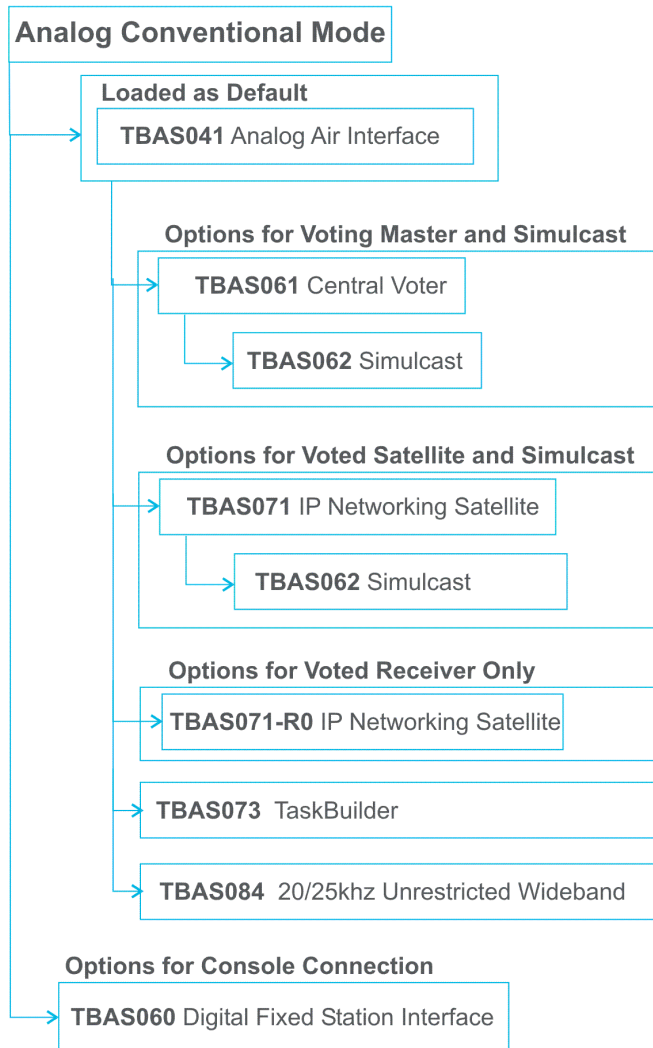 Analog Conventional Mode
Loaded as Default
TBAS041 Analog Air Interface
Options for Voting Master and Simulcast
TBAS061 Central Voter
TBAS062 Simulcast
Options for Voted Satellite and Simulcast
TBAS071 IP Networking Satellite
TBAS062 Simulcast
Options for Voted Receiver Only
TBAS071-R0 IP Networking Satellite
TBAS073 TaskBuilder
TBAS084 20/25khz Unrestricted Wideband
Options for Console Connection
TBAS060 Digital Fixed Station Interface